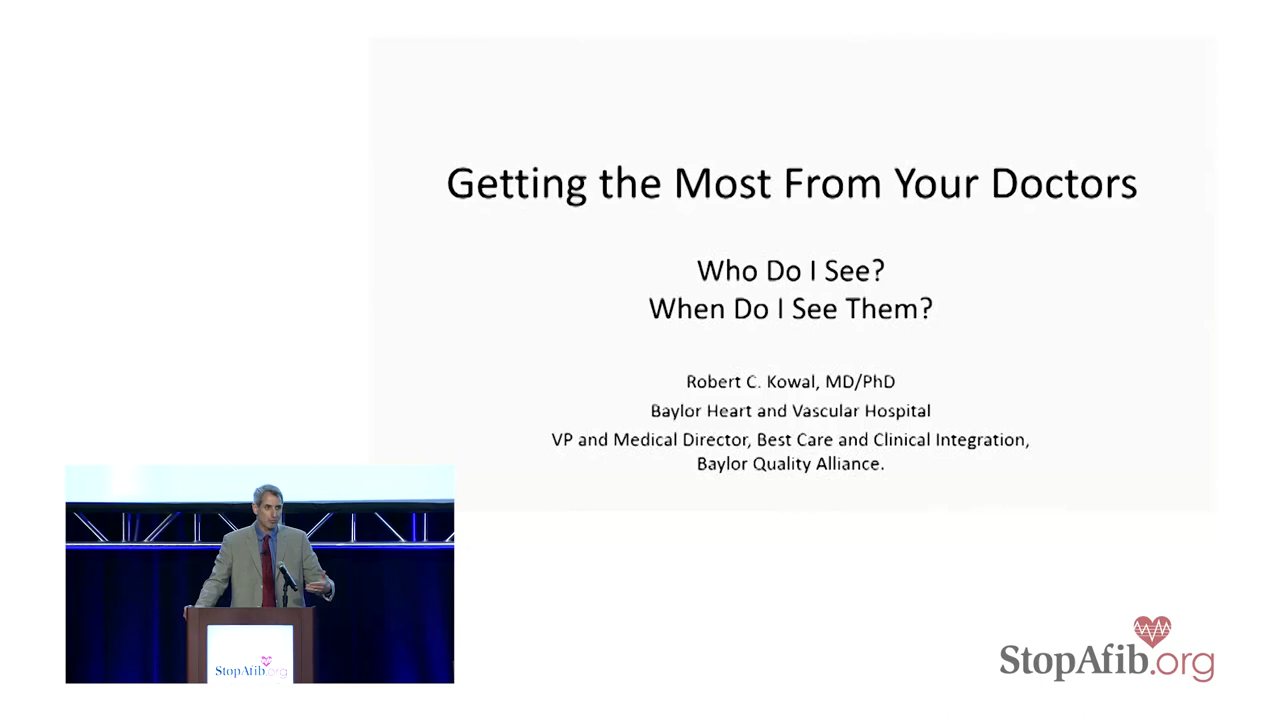 Getting the Most From Your Doctors
Who Do I See?
When Do I See Them?
Robert C. Kowal, MD/PhD
Baylor Heart and Vascular Hospital
VP and Medical Director, Best Care and Clinical Integration,
Baylor Quality Alliance.
StopAfib.org
StopAfib.org